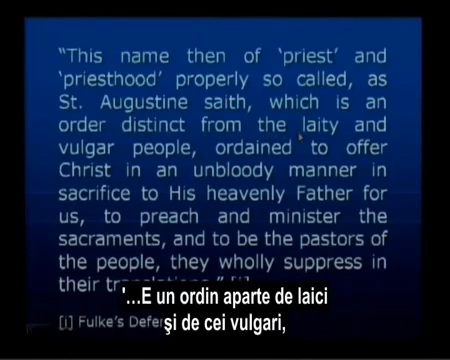 “This name then of ‘priest’ and
‘priesthood’ properly so called, as
St. Augustine saith, which is an
order distinct from the laity and
vulgar people, ordained to offer
Christ in an unbloody manner in
sacrifice to His heavenly Father for
us, to preach and minister the
sacraments, and to be the pastors of
the people, they wholly suppress in
their
[i] Fulke’s
'...E un ordin aparte de laici
şi de cei vulgari,